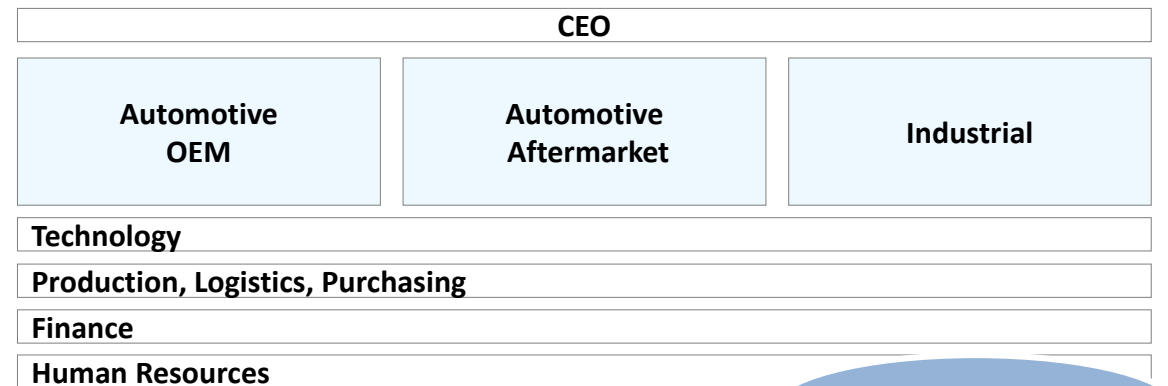 CEO
Automotive
OEM
Automotive
Aftermarket
Industrial
Technology
Production, Logistics, Purchasing
Finance
Human Resources